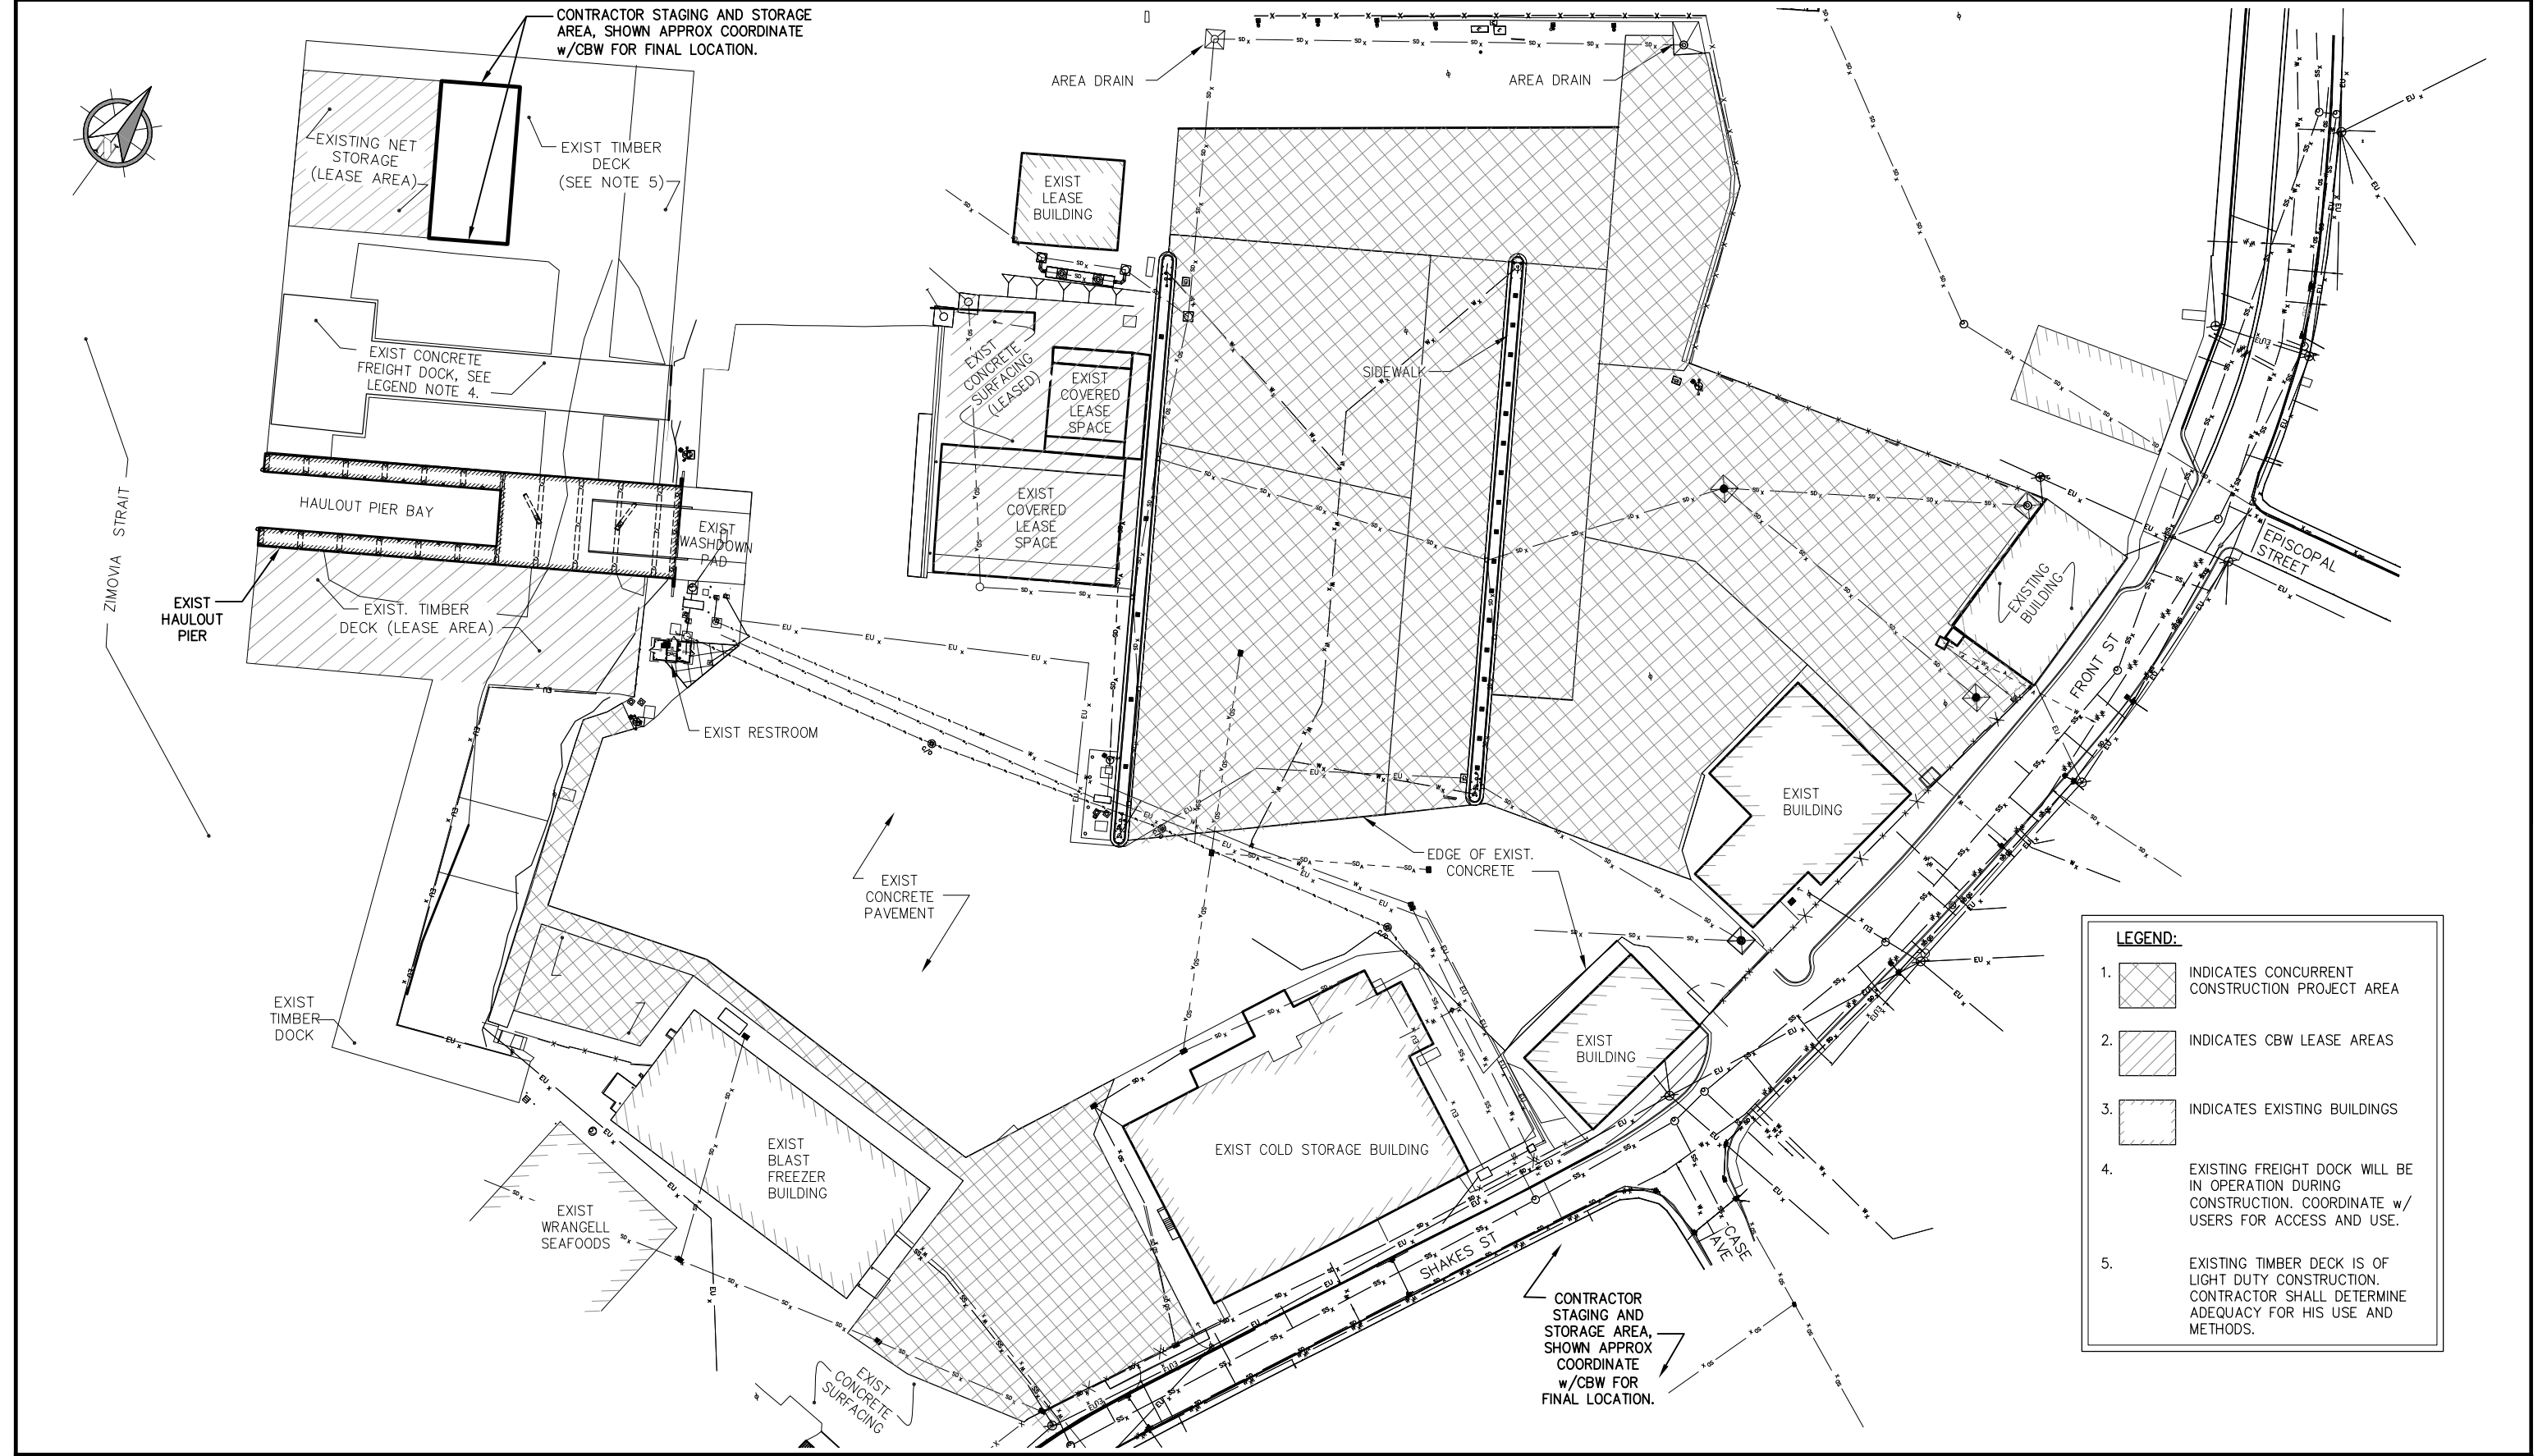 CONTRACTOR STAGING AND STORAGE
AREA, SHOWN APPROX COORDINATE
w/CBW FOR FINAL LOCATION.
AREA DRAIN
AREA DRAIN
EXISTING NET
STORAGE
(LEASE AREA)
EXIST TIMBER
DECK
(SEE NOTE 5)
EXIST
LEASE
BUILDING
EXIST CONCRETE
FREIGHT DOCK, SEE
LEGEND NOTE 4.
EXIST
CONCRETE
SURFACING
(LEASED)
EXIST
COVERED
LEASE
SPACE
SIDEWALK
HAULOUT PIER BAY
EXIST
WASHDOWN
PAD
EXIST
COVERED
LEASE
SPACE
ZIMOVIA STRAIT
EXIST
HAULOUT
PIER
EXIST. TIMBER
DECK (LEASE AREA)
EXISTING
BUILDING
EPISCOPAL
STREET
FRONT ST
EXIST RESTROOM
EXIST
BUILDING
EXIST
CONCRETE
PAVEMENT
EDGE OF EXIST.
CONCRETE
EXIST
TIMBER
DOCK
EXIST
BUILDING
EXIST
BLAST
FREEZER
BUILDING
EXIST COLD STORAGE BUILDING
EXIST
WRANGELL
SEAFOODS
SHAKES ST
CASE
AVE
EXIST
CONCRETE
SURFACING
CONTRACTOR
STAGING AND
STORAGE AREA,
SHOWN APPROX
COORDINATE
w/CBW FOR
FINAL LOCATION.
LEGEND:
1. INDICATES CONCURRENT
CONSTRUCTION PROJECT AREA
2. INDICATES CBW LEASE AREAS
3. INDICATES EXISTING BUILDINGS
4. EXISTING FREIGHT DOCK WILL BE
IN OPERATION DURING
CONSTRUCTION. COORDINATE w/
USERS FOR ACCESS AND USE.
5. EXISTING TIMBER DECK IS OF
LIGHT DUTY CONSTRUCTION.
CONTRACTOR SHALL DETERMINE
ADEQUACY FOR HIS USE AND
METHODS.